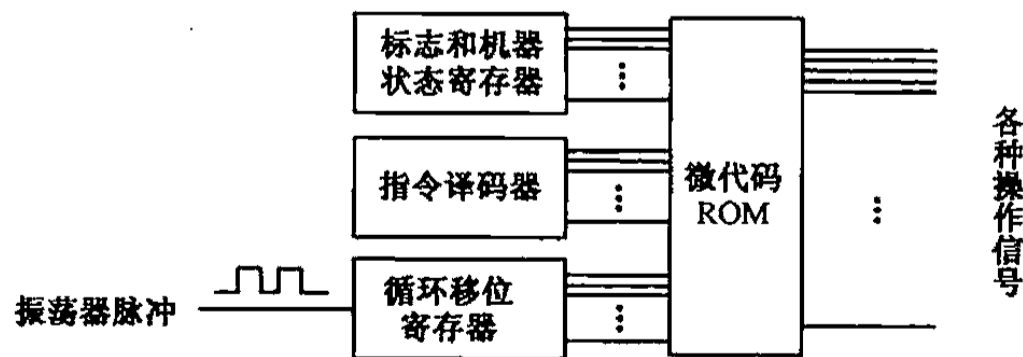 标志和机器
状态寄存器
指令译码器
循环移位
寄存器
振荡器脉冲
微代码
ROM
各种操作信号